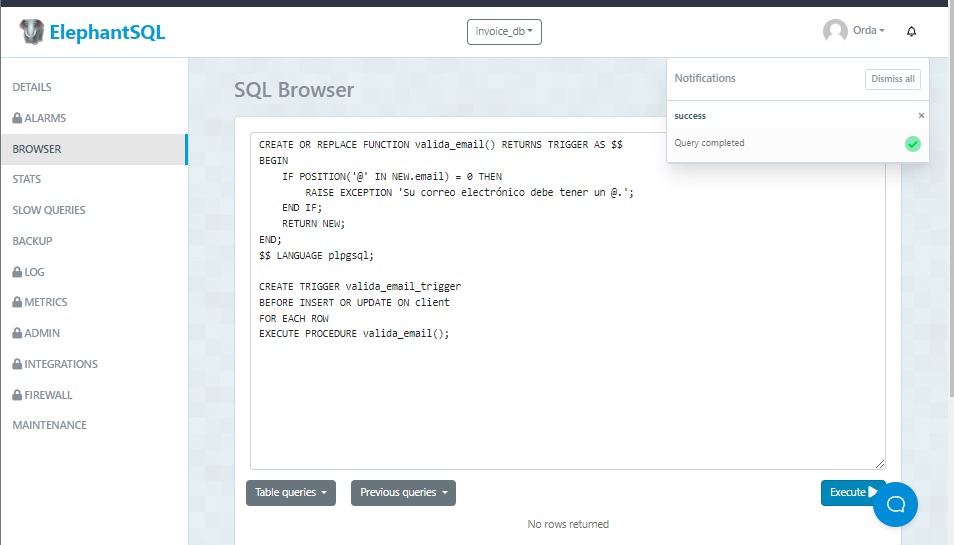 ElephantSQL
invoice_db
Orda
DETAILS
ALARMS
BROWSER
STATS
SLOW QUERIES
BACKUP
LOG
METRICS
ADMIN
INTEGRATIONS
FIREWALL
MAINTENANCE
SQL Browser
Notifications
Dismiss all
success ×
Query completed
CREATE OR REPLACE FUNCTION valida_email() RETURNS TRIGGER AS $$
BEGIN
    IF POSITION('@' IN NEW.email) = 0 THEN
        RAISE EXCEPTION 'Su correo electrónico debe tener un @.';
    END IF;
    RETURN NEW;
END;
$$ LANGUAGE plpgsql;

CREATE TRIGGER valida_email_trigger
BEFORE INSERT OR UPDATE ON client
FOR EACH ROW
EXECUTE PROCEDURE valida_email();
Table queries
Previous queries
Execute
No rows returned